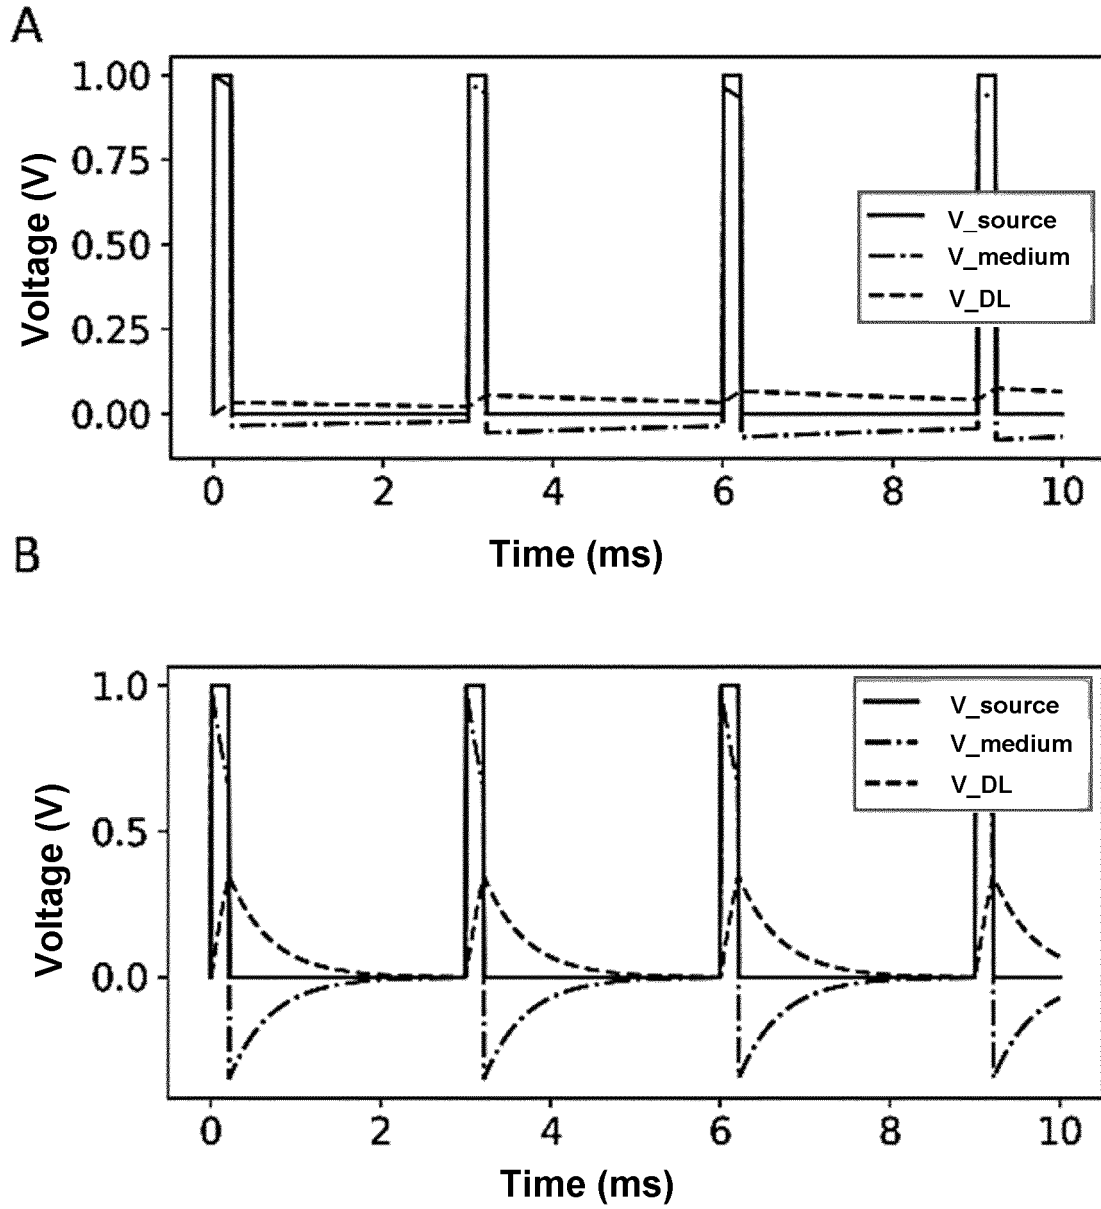 A
Voltage (V)
1.00
0.75
0.50
0.25
0.00
V_source
V_medium
V_DL
0 2 4 6 8 10
Time (ms)
B
Voltage (V)
1.0
0.5
0.0
V_source
V_medium
V_DL
0 2 4 6 8 10
Time (ms)